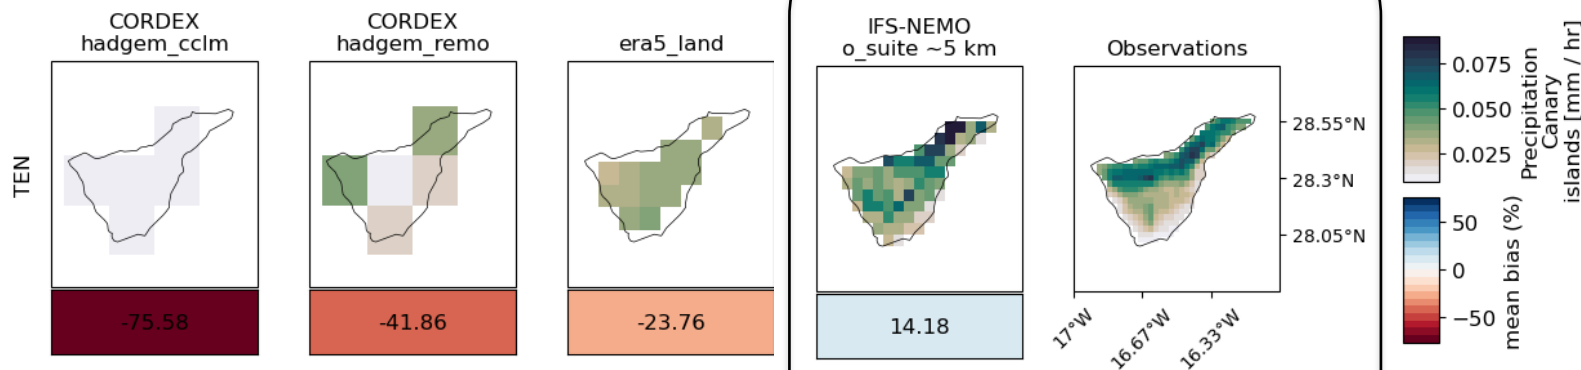 CORDEX
hadgem_cclm
CORDEX
hadgem_remo
era5_land
IFS-NEMO
o_suite ~5 km
Observations
TEN
-75.58
-41.86
-23.76
14.18
28.55°N
28.3°N
28.05°N
17°W
16.67°W
16.33°W
0.075
0.050
0.025
Precipitation
Canary
islands [mm / hr]
50
0
−50
mean bias (%)